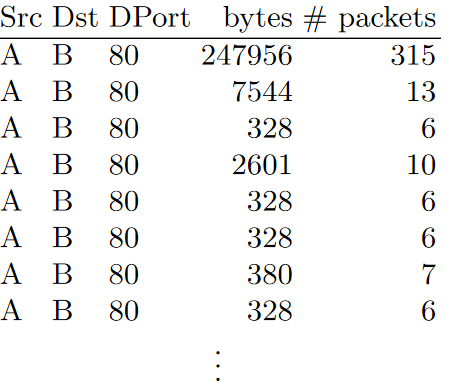 Src Dst DPort bytes # packets
A B 80 247956 315
A B 80 7544 13
A B 80 328 6
A B 80 2601 10
A B 80 328 6
A B 80 328 6
A B 80 380 7
A B 80 328 6
⋮